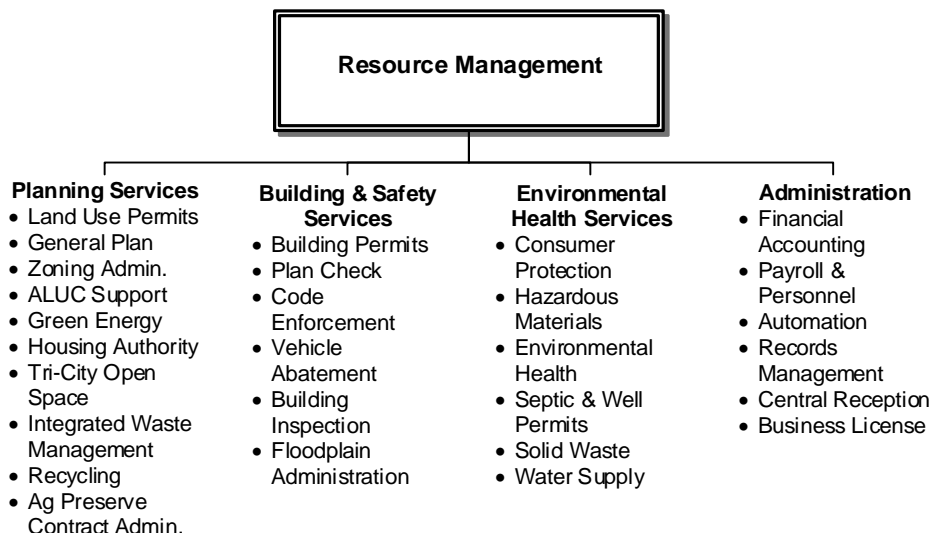 Resource Management
Planning Services
• Land Use Permits
• General Plan
• Zoning Admin.
• ALUC Support
• Green Energy
• Housing Authority
• Tri-City Open
Space
• Integrated Waste
Management
• Recycling
• Ag Preserve
Contract Admin.
Building & Safety
Services
• Building Permits
• Plan Check
• Code
Enforcement
• Vehicle
Abatement
• Building
Inspection
• Floodplain
Administration
Environmental
Health Services
• Consumer
Protection
• Hazardous
Materials
• Environmental
Health
• Septic & Well
Permits
• Solid Waste
• Water Supply
Administration
• Financial
Accounting
• Payroll &
Personnel
• Automation
• Records
Management
• Central Reception
• Business License